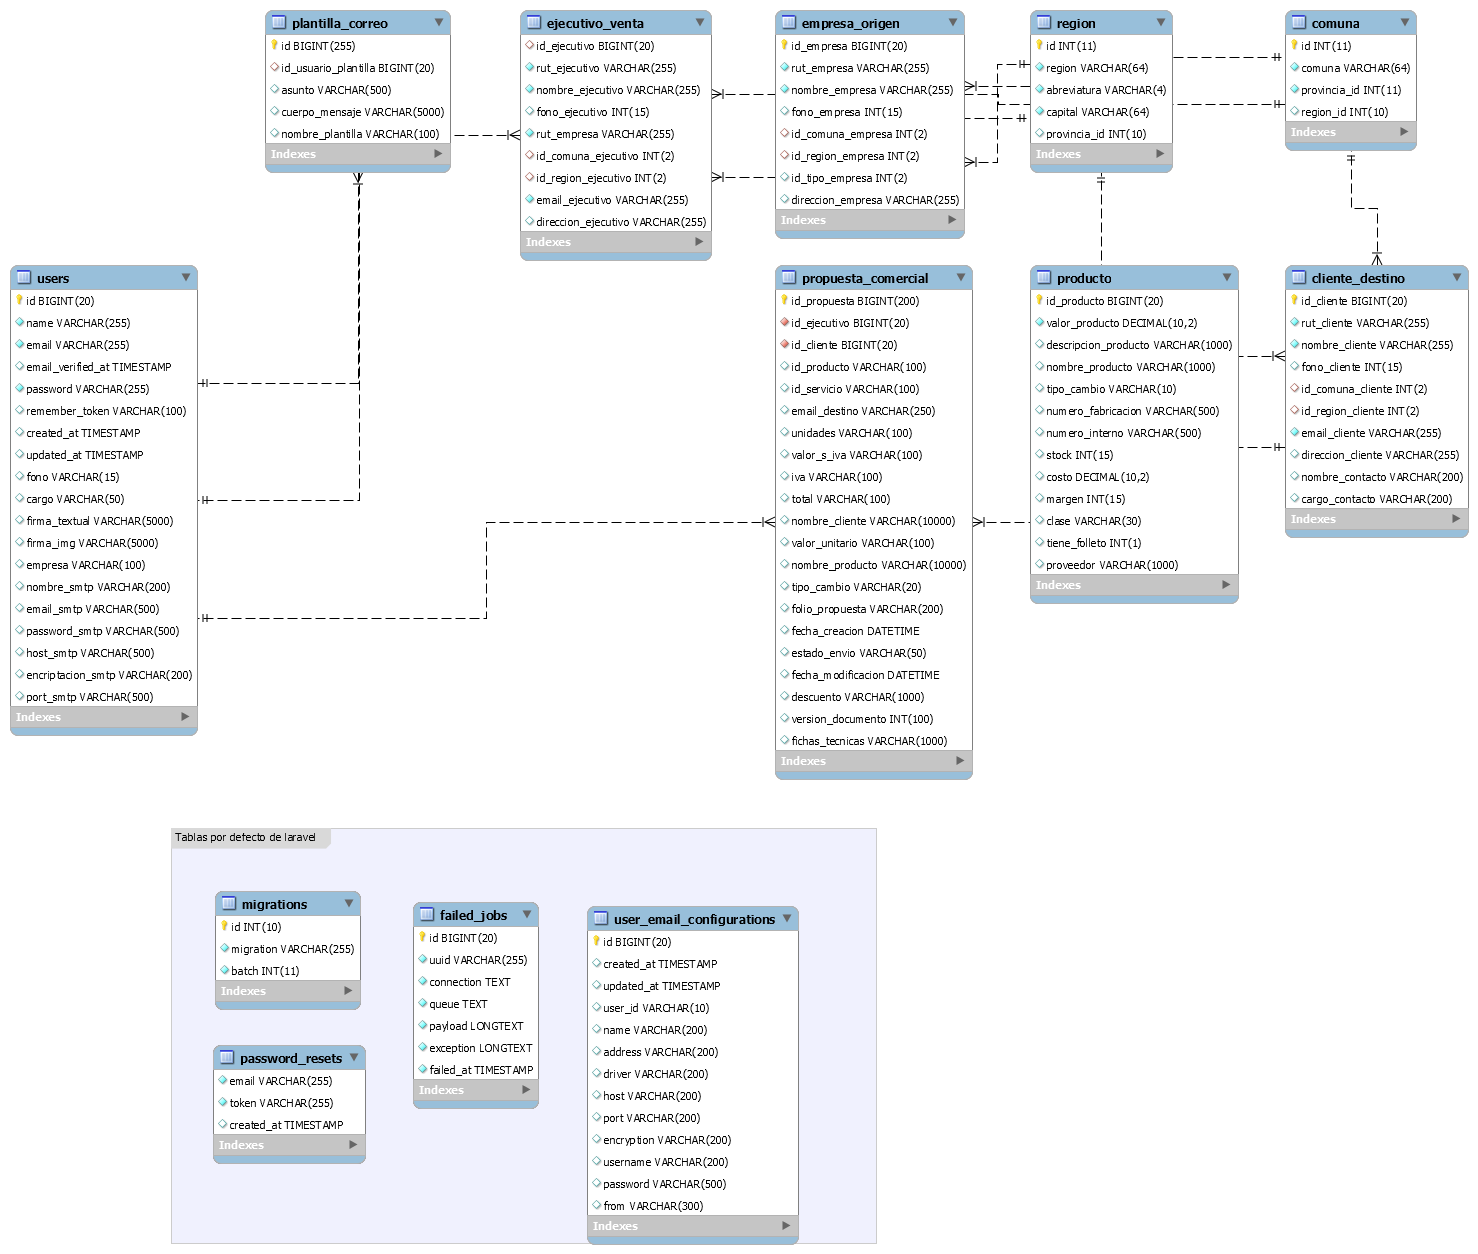 plantilla_correo
id BIGINT(255)
id_usuario_plantilla BIGINT(20)
asunto VARCHAR(500)
cuerpo_mensaje VARCHAR(5000)
nombre_plantilla VARCHAR(100)
Indexes
ejecutivo_venta
id_ejecutivo BIGINT(20)
rut_ejecutivo VARCHAR(255)
nombre_ejecutivo VARCHAR(255)
fono_ejecutivo INT(15)
rut_empresa VARCHAR(255)
id_comuna_ejecutivo INT(2)
id_region_ejecutivo INT(2)
email_ejecutivo VARCHAR(255)
direccion_ejecutivo VARCHAR(255)
Indexes
empresa_origen
id_empresa BIGINT(20)
rut_empresa VARCHAR(255)
nombre_empresa VARCHAR(255)
fono_empresa INT(15)
id_comuna_empresa INT(2)
id_region_empresa INT(2)
id_tipo_empresa INT(2)
direccion_empresa VARCHAR(255)
Indexes
region
id INT(11)
region VARCHAR(64)
abreviatura VARCHAR(4)
capital VARCHAR(64)
provincia_id INT(10)
Indexes
comuna
id INT(11)
comuna VARCHAR(64)
provincia_id INT(11)
region_id INT(10)
Indexes
users
id BIGINT(20)
name VARCHAR(255)
email VARCHAR(255)
email_verified_at TIMESTAMP
password VARCHAR(255)
remember_token VARCHAR(100)
created_at TIMESTAMP
updated_at TIMESTAMP
fono VARCHAR(15)
cargo VARCHAR(50)
firma_textual VARCHAR(5000)
firma_img VARCHAR(5000)
empresa VARCHAR(100)
nombre_smtp VARCHAR(200)
email_smtp VARCHAR(500)
password_smtp VARCHAR(500)
host_smtp VARCHAR(500)
encriptacion_smtp VARCHAR(200)
port_smtp VARCHAR(500)
Indexes
propuesta_comercial
id_propuesta BIGINT(200)
id_ejecutivo BIGINT(20)
id_cliente BIGINT(20)
id_producto VARCHAR(100)
id_servicio VARCHAR(100)
email_destino VARCHAR(250)
unidades VARCHAR(100)
valor_s_iva VARCHAR(100)
iva VARCHAR(100)
total VARCHAR(100)
nombre_cliente VARCHAR(10000)
valor_unitario VARCHAR(100)
nombre_producto VARCHAR(10000)
tipo_cambio VARCHAR(20)
folio_propuesta VARCHAR(200)
fecha_creacion DATETIME
estado_envio VARCHAR(50)
fecha_modificacion DATETIME
descuento VARCHAR(1000)
version_documento INT(100)
fichas_tecnicas VARCHAR(1000)
Indexes
producto
id_producto BIGINT(20)
valor_producto DECIMAL(10,2)
descripcion_producto VARCHAR(1000)
nombre_producto VARCHAR(1000)
tipo_cambio VARCHAR(10)
numero_fabricacion VARCHAR(500)
numero_interno VARCHAR(500)
stock INT(15)
costo DECIMAL(10,2)
margen INT(15)
clase VARCHAR(30)
tiene_folleto INT(1)
proveedor VARCHAR(1000)
Indexes
cliente_destino
id_cliente BIGINT(20)
rut_cliente VARCHAR(255)
nombre_cliente VARCHAR(255)
fono_cliente INT(15)
id_comuna_cliente INT(2)
id_region_cliente INT(2)
email_cliente VARCHAR(255)
direccion_cliente VARCHAR(255)
nombre_contacto VARCHAR(200)
cargo_contacto VARCHAR(200)
Indexes
Tablas por defecto de laravel
migrations
id INT(10)
migration VARCHAR(255)
batch INT(11)
Indexes
password_resets
email VARCHAR(255)
token VARCHAR(255)
created_at TIMESTAMP
Indexes
failed_jobs
id BIGINT(20)
uuid VARCHAR(255)
connection TEXT
queue TEXT
payload LONGTEXT
exception LONGTEXT
failed_at TIMESTAMP
Indexes
user_email_configurations
id BIGINT(20)
created_at TIMESTAMP
updated_at TIMESTAMP
user_id VARCHAR(10)
name VARCHAR(200)
address VARCHAR(200)
driver VARCHAR(200)
host VARCHAR(200)
port VARCHAR(200)
encryption VARCHAR(200)
username VARCHAR(200)
password VARCHAR(500)
from VARCHAR(300)
Indexes